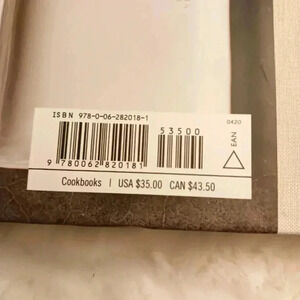 ISBN 978-0-06-282018-1
53500
0420
EAN
9 780062 820181
Cookbooks | USA $35.00 CAN $43.50